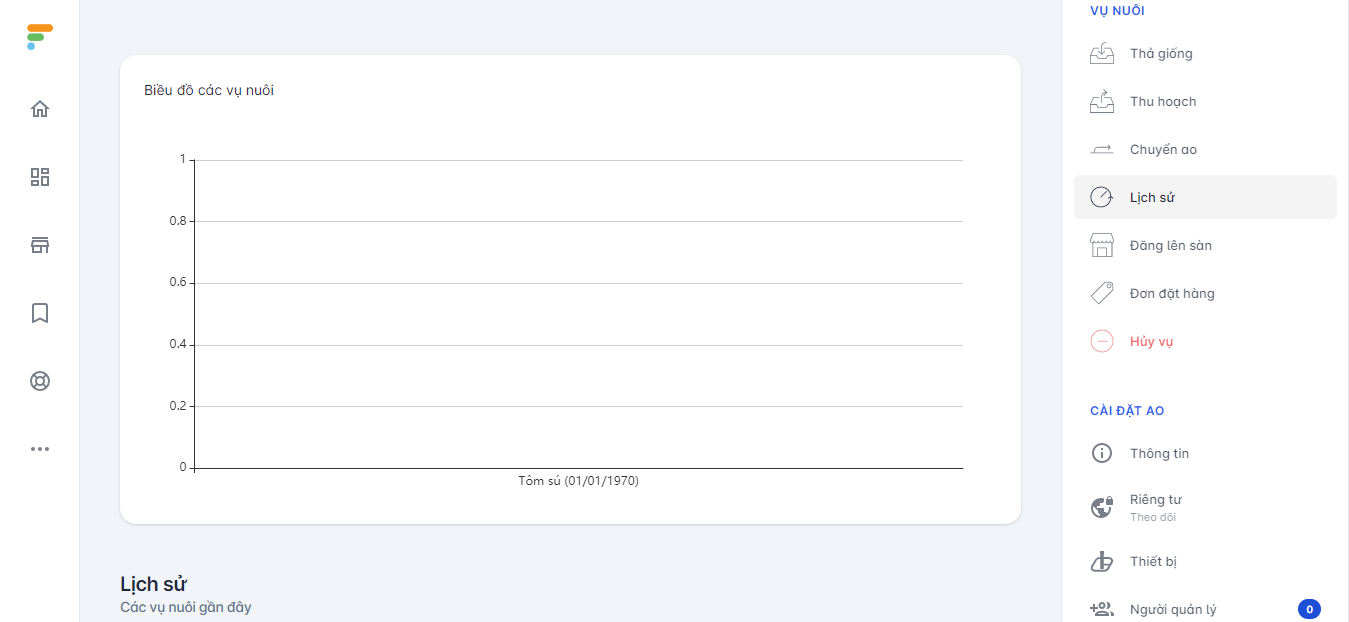 Biều đồ các vụ nuôi
1
0.8
0.6
0.4
0.2
0
Tôm sú (01/01/1970)
Lịch sử
Các vụ nuôi gần đây
VỤ NUÔI
Thả giống
Thu hoạch
Chuyển ao
Lịch sử
Đăng lên sàn
Đơn đặt hàng
Hủy vụ
CÀI ĐẶT AO
Thông tin
Riêng tư
Theo dõi
Thiết bị
Người quản lý
0